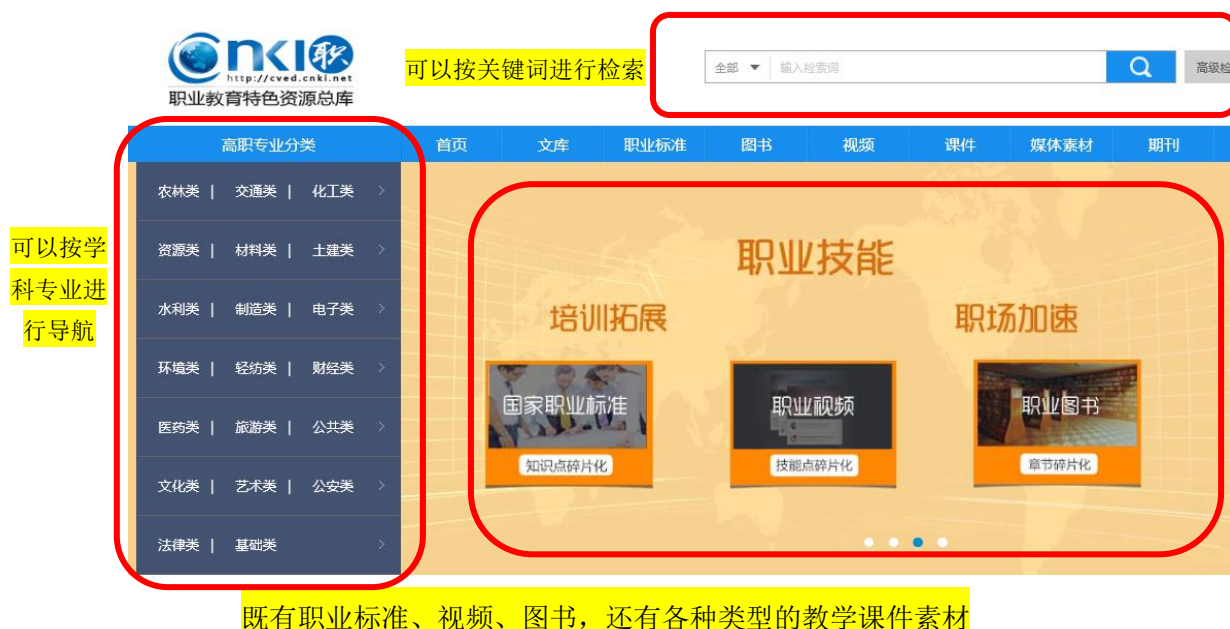 cnki 职
http://cved.cnki.net
职业教育特色资源总库
可以按关键词进行检索
全部 ▼ 输入检索词
高级检
高职专业分类 首页 文库 职业标准 图书 视频 课件 媒体素材 期刊
农林类 | 交通类 | 化工类 >
资源类 | 材料类 | 土建类 >
水利类 | 制造类 | 电子类 >
环境类 | 轻纺类 | 财经类 >
医药类 | 旅游类 | 公共类 >
文化类 | 艺术类 | 公安类 >
法律类 | 基础类 >
可以按学
科专业进
行导航
职业技能
培训拓展 职场加速
国家职业标准 职业视频 职业图书
知识点碎片化 技能点碎片化 章节碎片化
既有职业标准、视频、图书，还有各种类型的教学课件素材